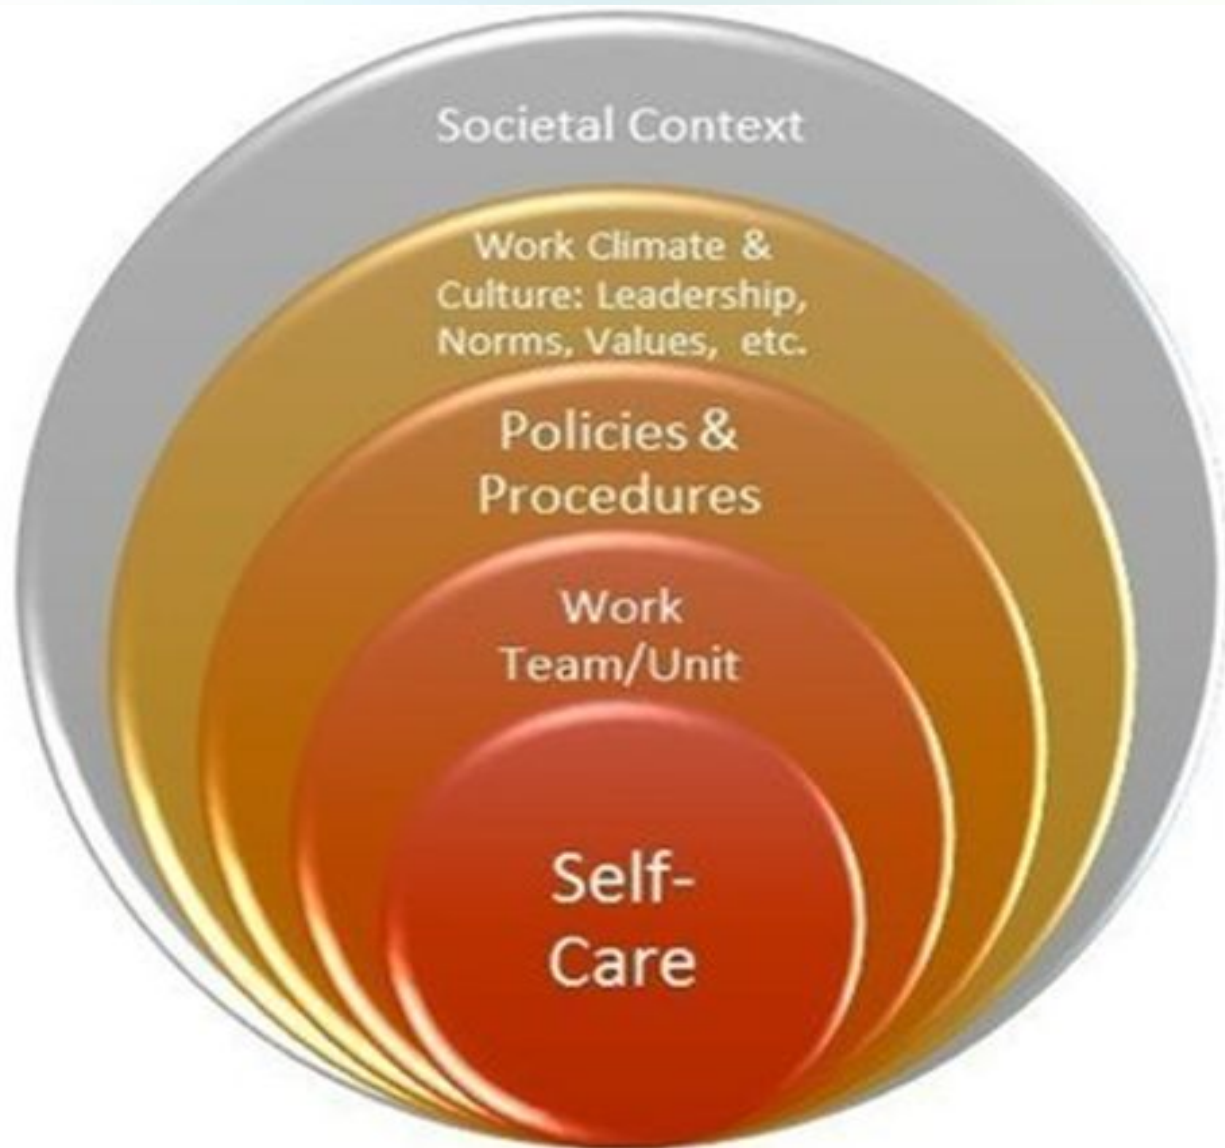 Societal Context
Work Climate &
Culture: Leadership,
Norms, Values, etc.
Policies &
Procedures
Work
Team/Unit
Self-
Care